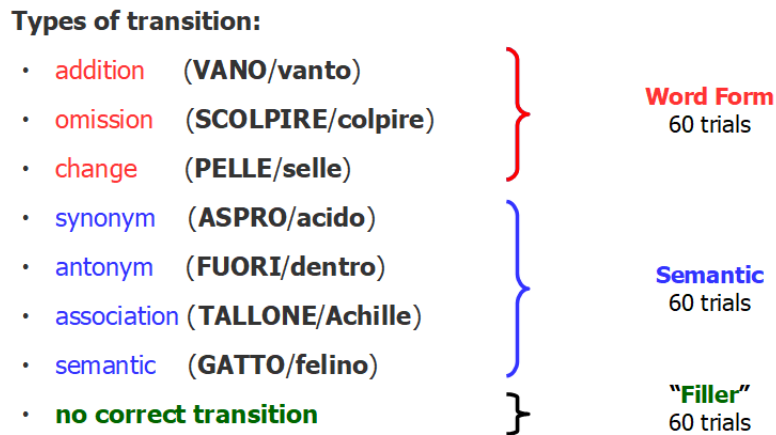 Types of transition:
• addition (VANO/vanto)
• omission (SCOLPIRE/colpire)
• change (PELLE/selle)
Word Form
60 trials
• synonym (ASPRO/acido)
• antonym (FUORI/dentro)
• association (TALLONE/Achille)
• semantic (GATTO/felino)
Semantic
60 trials
• no correct transition
“Filler”
60 trials